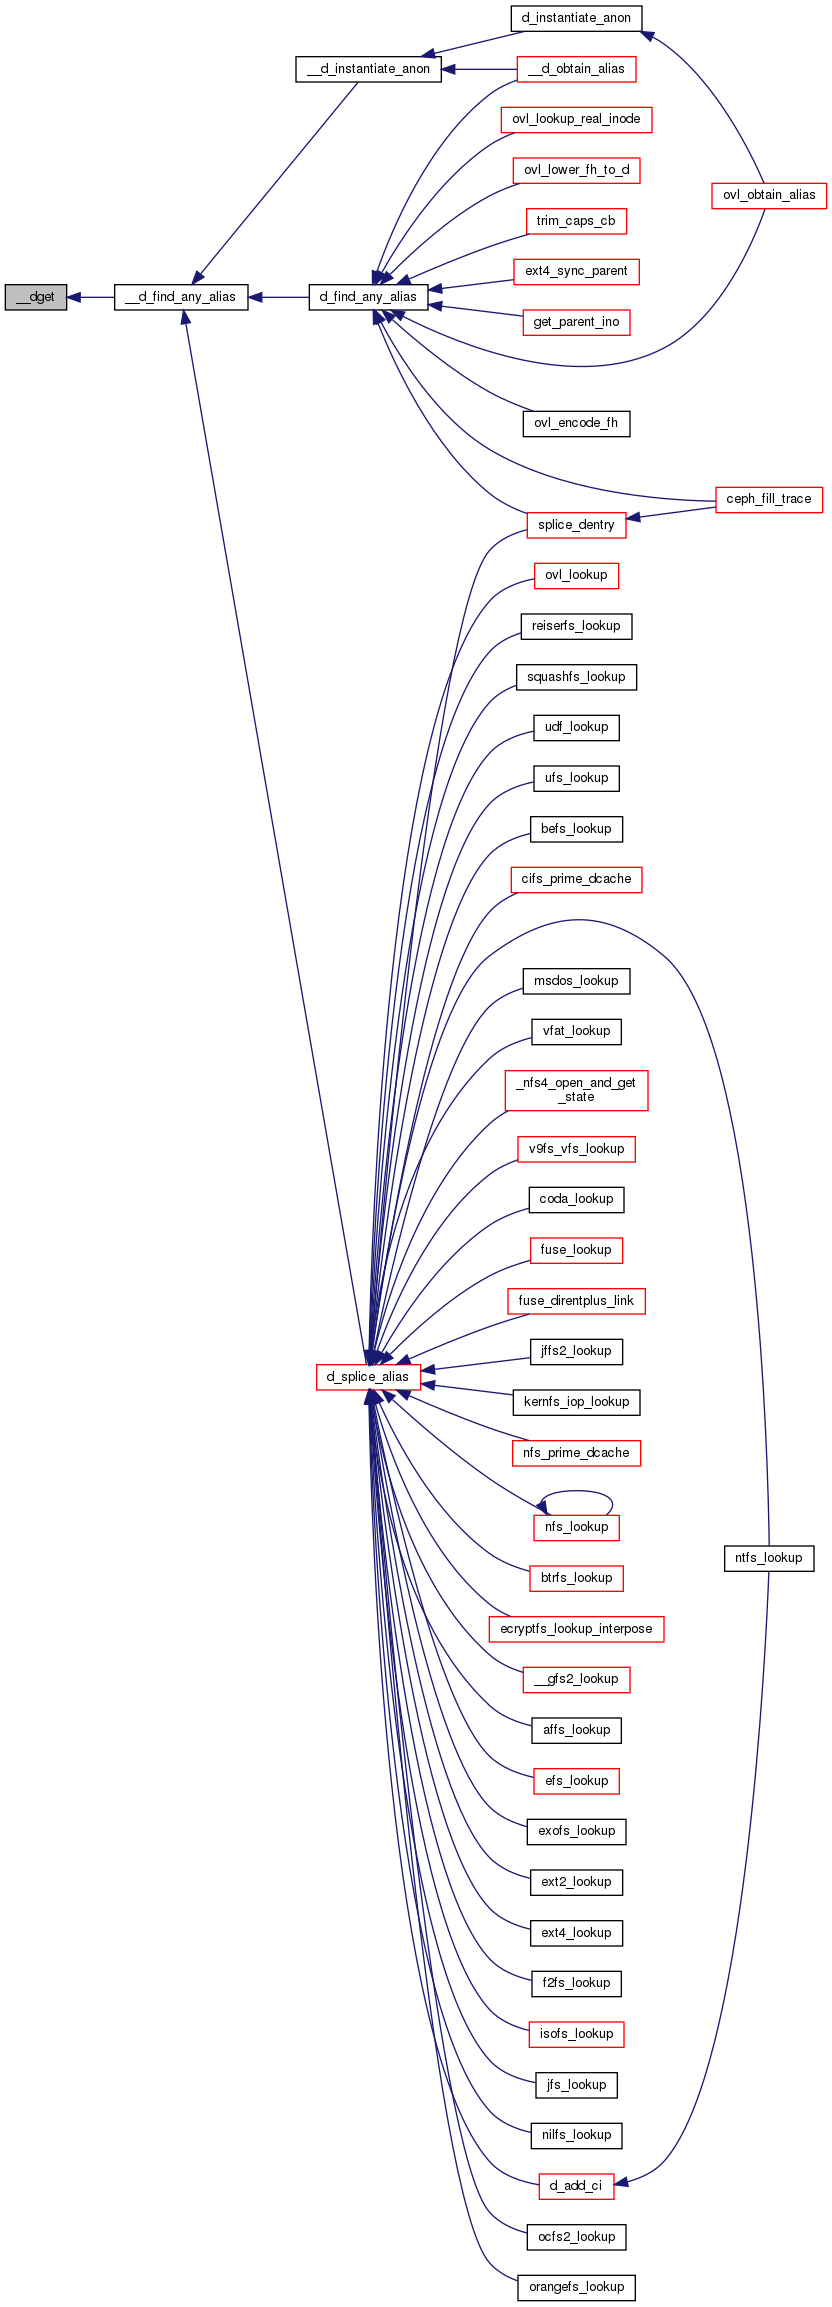 d_instantiate_anon
__d_instantiate_anon
__d_obtain_alias
ovl_lookup_real_inode
ovl_lower_fh_to_d
ovl_obtain_alias
trim_caps_cb
ext4_sync_parent
__dget
__d_find_any_alias
d_find_any_alias
get_parent_ino
ovl_encode_fh
ceph_fill_trace
splice_dentry
ovl_lookup
reiserfs_lookup
squashfs_lookup
udf_lookup
ufs_lookup
befs_lookup
cifs_prime_dcache
msdos_lookup
vfat_lookup
_nfs4_open_and_get
_state
v9fs_vfs_lookup
coda_lookup
fuse_lookup
fuse_direntplus_link
jffs2_lookup
d_splice_alias
kernfs_iop_lookup
nfs_prime_dcache
nfs_lookup
ntfs_lookup
btrfs_lookup
ecryptfs_lookup_interpose
__gfs2_lookup
affs_lookup
efs_lookup
exofs_lookup
ext2_lookup
ext4_lookup
f2fs_lookup
isofs_lookup
jfs_lookup
nilfs_lookup
d_add_ci
ocfs2_lookup
orangefs_lookup